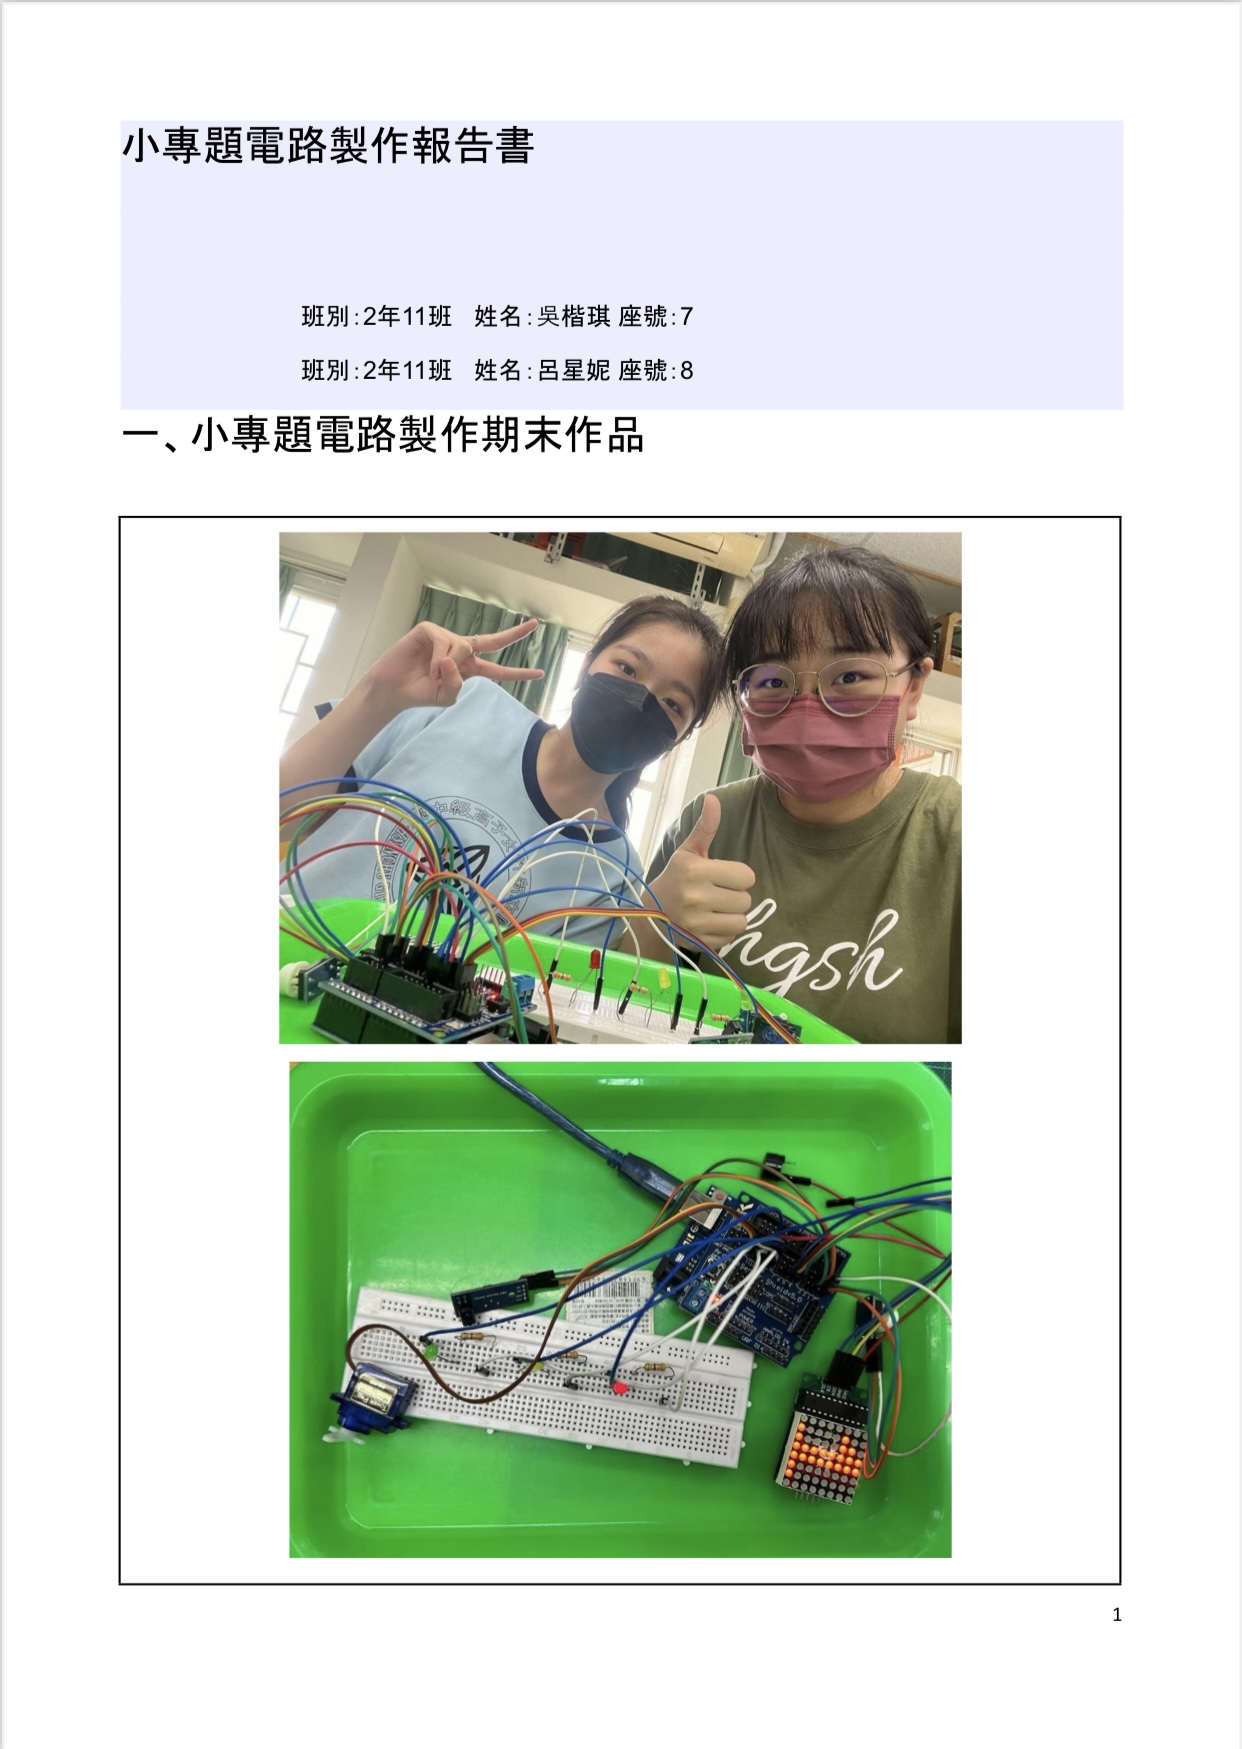 小專題電路製作報告書
班別:2年11班 姓名:吳楷琪 座號:7
班別:2年11班 姓名:呂星妮 座號:8
一、小專題電路製作期末作品
hgsh
1